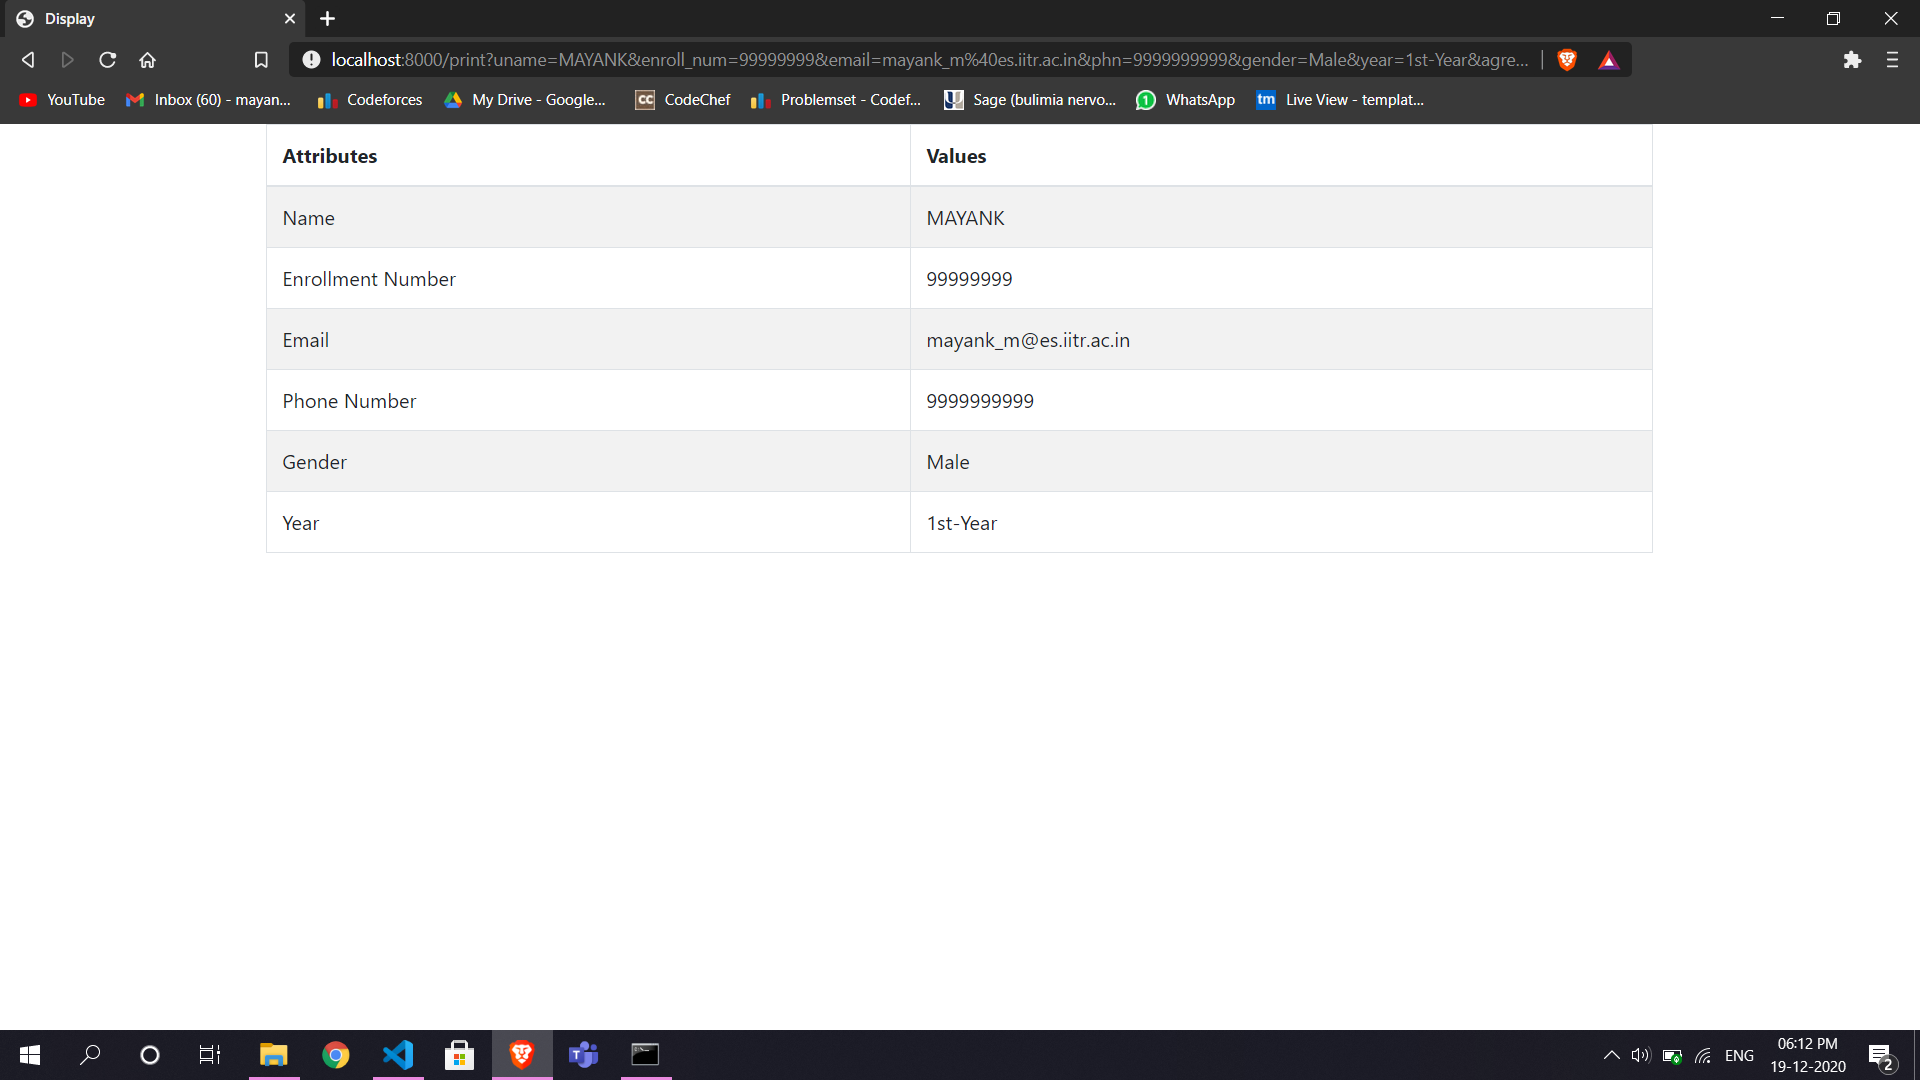 Display
localhost:8000/print?uname=MAYANK&enroll_num=99999999&email=mayank_m%40es.iitr.ac.in&phn=9999999999&gender=Male&year=1st-Year&agre...
YouTube Inbox (60) - mayan... Codeforces My Drive - Google... CC CodeChef Problemset - Codef... Sage (bulimia nervo... 1 WhatsApp tm Live View - templat...
Attributes Values
Name MAYANK
Enrollment Number 99999999
Email mayank_m@es.iitr.ac.in
Phone Number 9999999999
Gender Male
Year 1st-Year
ENG 06:12 PM
19-12-2020 2